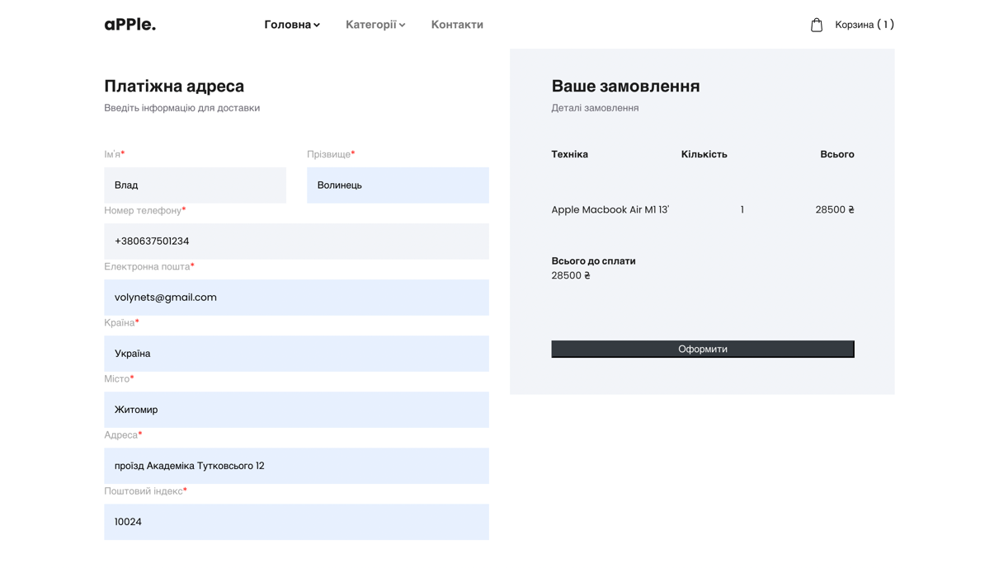 aPPle.
Головна
Категорії
Контакти
Корзина ( 1 )
Платіжна адреса
Введіть інформацію для доставки
Ім'я*
Прізвище*
Влад
Волинець
Номер телефону*
+380637501234
Електронна пошта*
volynets@gmail.com
Країна*
Україна
Місто*
Житомир
Адреса*
проїзд Академіка Тутковсього 12
Поштовий індекс*
10024
Ваше замовлення
Деталі замовлення
Техніка Кількість Всього
Apple Macbook Air M1 13' 1 28500 ₴
Всього до сплати
28500 ₴
Оформити